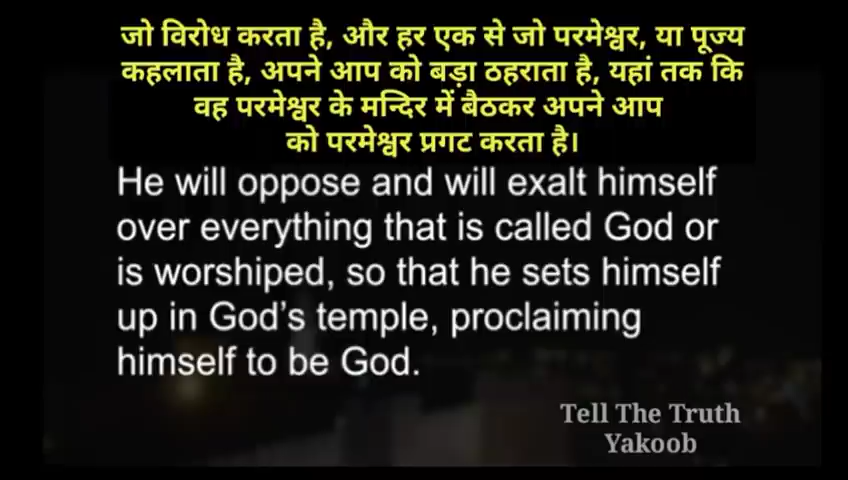 जो विरोध करता है, और हर एक से जो परमेश्वर, या पूज्य
कहलाता है, अपने आप को बड़ा ठहराता है, यहां तक कि
वह परमेश्वर के मन्दिर में बैठकर अपने आप
को परमेश्वर प्रगट करता है।
He will oppose and will exalt himself
over everything that is called God or
is worshiped, so that he sets himself
up in God’s temple, proclaiming
himself to be God.
Tell The Truth
Yakoob